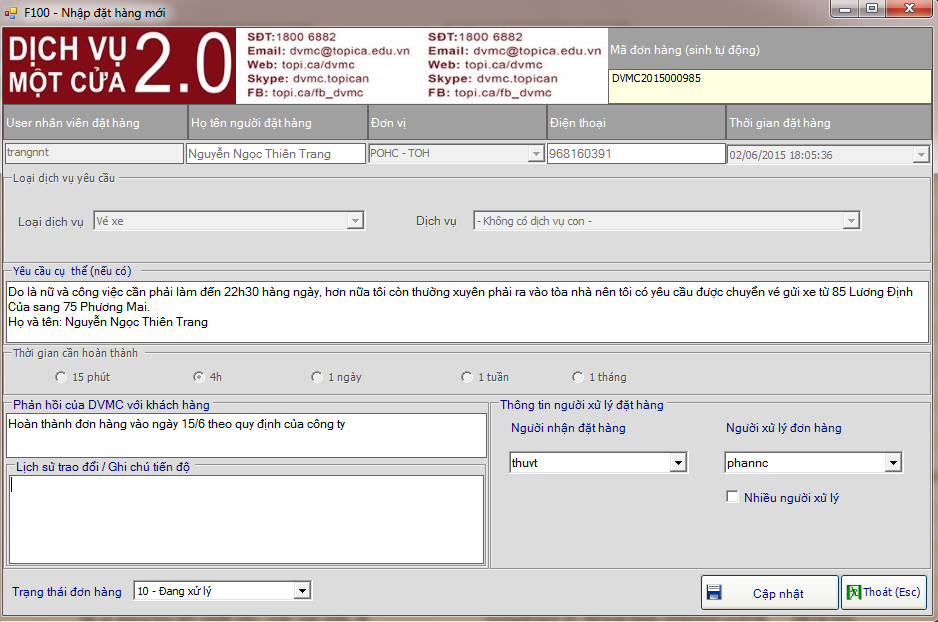 F100 - Nhập đặt hàng mới
DỊCH VỤ
MỘT CỬA
2.0
SĐT:1800 6882
Email: dvmc@topica.edu.vn
Web: topi.ca/dvmc
Skype: dvmc.topican
FB: topi.ca/fb_dvmc
SĐT:1800 6882
Email: dvmc@topica.edu.vn
Web: topi.ca/dvmc
Skype: dvmc.topican
FB: topi.ca/fb_dvmc
Mã đơn hàng (sinh tự động)
DVMC2015000985
User nhân viên đặt hàng
Họ tên người đặt hàng
Đơn vị
Điện thoại
Thời gian đặt hàng
trangnnt
Nguyễn Ngọc Thiên Trang
POHC - TOH
968160391
02/06/2015 18:05:36
Loại dịch vụ yêu cầu
Loại dịch vụ
Vé xe
Dịch vụ
- Không có dịch vụ con -
Yêu cầu cụ thể (nếu có)
Do là nữ và công việc cần phải làm đến 22h30 hàng ngày, hơn nữa tôi còn thường xuyên phải ra vào tòa nhà nên tôi có yêu cầu được chuyển vé gửi xe từ 85 Lương Định
Của sang 75 Phương Mai.
Họ và tên: Nguyễn Ngọc Thiên Trang
Thời gian cần hoàn thành
15 phút
4h
1 ngày
1 tuần
1 tháng
Phản hồi của DVMC với khách hàng
Hoàn thành đơn hàng vào ngày 15/6 theo quy định của công ty
Lịch sử trao đổi / Ghi chú tiến độ
Thông tin người xử lý đặt hàng
Người nhận đặt hàng
Người xử lý đơn hàng
thuvt
phannc
Nhiều người xử lý
Trạng thái đơn hàng
10 - Đang xử lý
Cập nhật
Thoát (Esc)